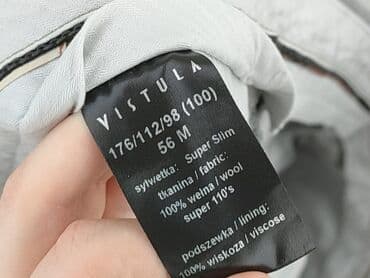 VISTULA
176/112/98 (100)
56 M
sylwetka: Super Slim
tkanina / fabric:
100% wełna / wool
super 110's
podszewka / lining:
100% wiskoza / viscose